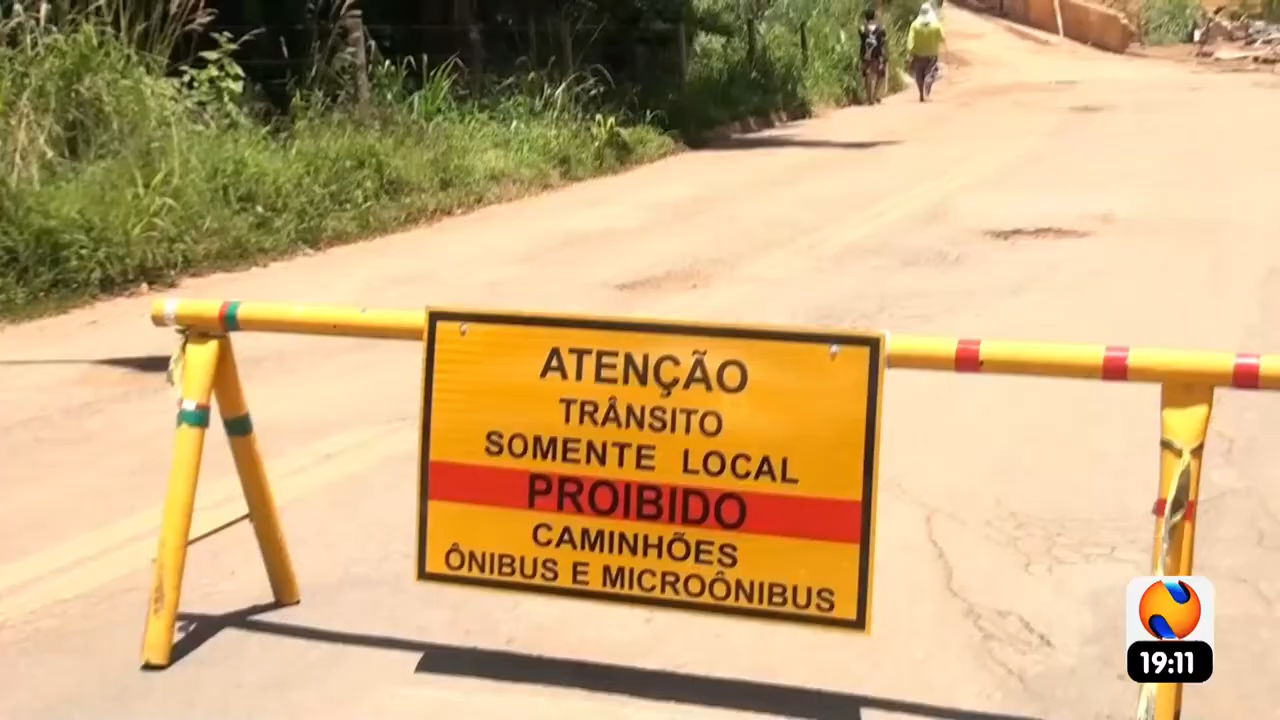 ATENÇÃO
TRÂNSITO
SOMENTE LOCAL
PROIBIDO
CAMINHÕES
ÔNIBUS E MICROÔNIBUS
19:11